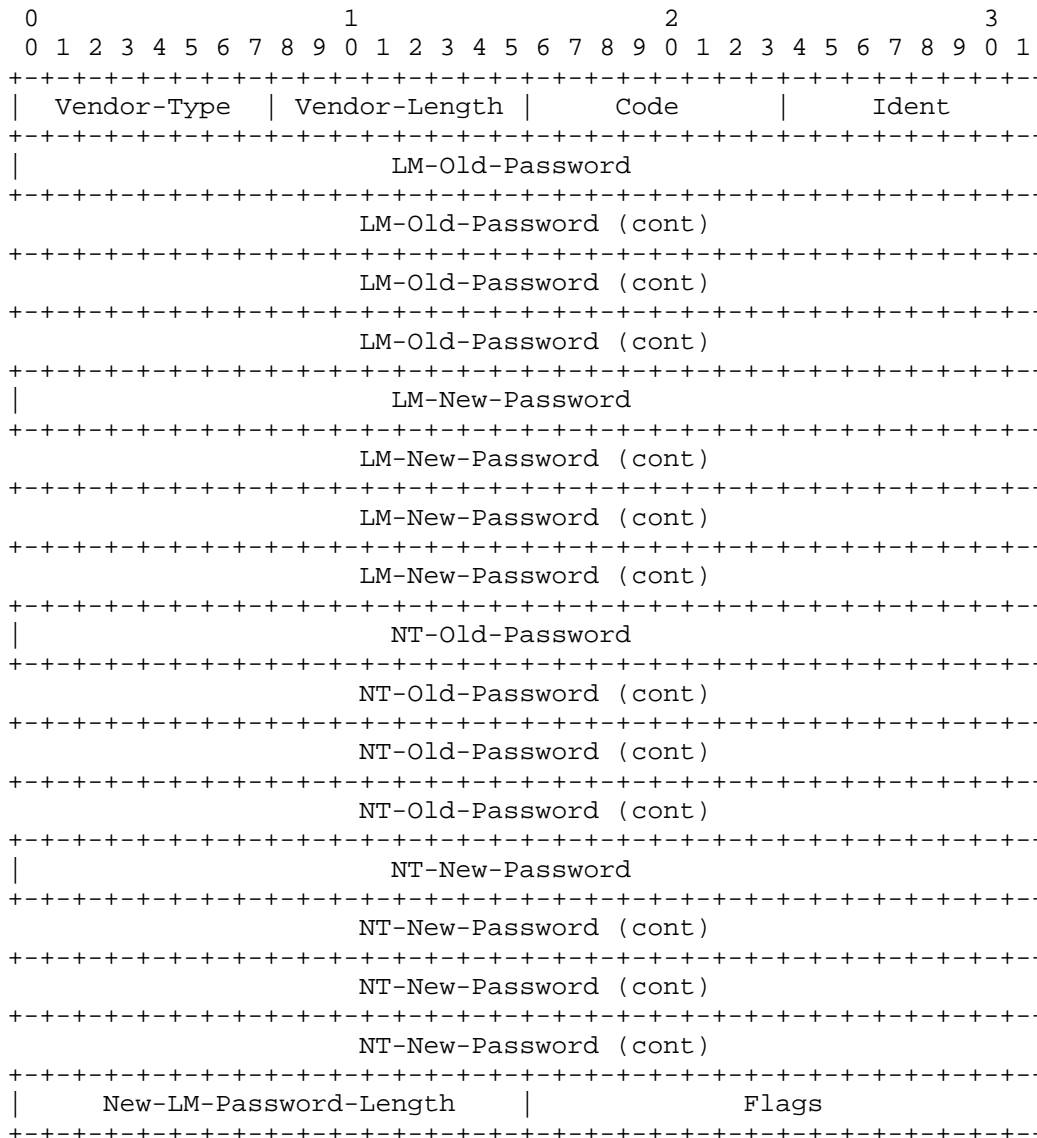 0                   1                   2                   3
 0 1 2 3 4 5 6 7 8 9 0 1 2 3 4 5 6 7 8 9 0 1 2 3 4 5 6 7 8 9 0 1
+-+-+-+-+-+-+-+-+-+-+-+-+-+-+-+-+-+-+-+-+-+-+-+-+-+-+-+-+-+-+-+--
|  Vendor-Type  | Vendor-Length |     Code      |     Ident
+-+-+-+-+-+-+-+-+-+-+-+-+-+-+-+-+-+-+-+-+-+-+-+-+-+-+-+-+-+-+-+--
|                       LM-Old-Password
+-+-+-+-+-+-+-+-+-+-+-+-+-+-+-+-+-+-+-+-+-+-+-+-+-+-+-+-+-+-+-+--
                      LM-Old-Password (cont)
+-+-+-+-+-+-+-+-+-+-+-+-+-+-+-+-+-+-+-+-+-+-+-+-+-+-+-+-+-+-+-+--
                      LM-Old-Password (cont)
+-+-+-+-+-+-+-+-+-+-+-+-+-+-+-+-+-+-+-+-+-+-+-+-+-+-+-+-+-+-+-+--
                      LM-Old-Password (cont)
+-+-+-+-+-+-+-+-+-+-+-+-+-+-+-+-+-+-+-+-+-+-+-+-+-+-+-+-+-+-+-+--
|                       LM-New-Password
+-+-+-+-+-+-+-+-+-+-+-+-+-+-+-+-+-+-+-+-+-+-+-+-+-+-+-+-+-+-+-+--
                      LM-New-Password (cont)
+-+-+-+-+-+-+-+-+-+-+-+-+-+-+-+-+-+-+-+-+-+-+-+-+-+-+-+-+-+-+-+--
                      LM-New-Password (cont)
+-+-+-+-+-+-+-+-+-+-+-+-+-+-+-+-+-+-+-+-+-+-+-+-+-+-+-+-+-+-+-+--
                      LM-New-Password (cont)
+-+-+-+-+-+-+-+-+-+-+-+-+-+-+-+-+-+-+-+-+-+-+-+-+-+-+-+-+-+-+-+--
|                       NT-Old-Password
+-+-+-+-+-+-+-+-+-+-+-+-+-+-+-+-+-+-+-+-+-+-+-+-+-+-+-+-+-+-+-+--
                      NT-Old-Password (cont)
+-+-+-+-+-+-+-+-+-+-+-+-+-+-+-+-+-+-+-+-+-+-+-+-+-+-+-+-+-+-+-+--
                      NT-Old-Password (cont)
+-+-+-+-+-+-+-+-+-+-+-+-+-+-+-+-+-+-+-+-+-+-+-+-+-+-+-+-+-+-+-+--
                      NT-Old-Password (cont)
+-+-+-+-+-+-+-+-+-+-+-+-+-+-+-+-+-+-+-+-+-+-+-+-+-+-+-+-+-+-+-+--
|                       NT-New-Password
+-+-+-+-+-+-+-+-+-+-+-+-+-+-+-+-+-+-+-+-+-+-+-+-+-+-+-+-+-+-+-+--
                      NT-New-Password (cont)
+-+-+-+-+-+-+-+-+-+-+-+-+-+-+-+-+-+-+-+-+-+-+-+-+-+-+-+-+-+-+-+--
                      NT-New-Password (cont)
+-+-+-+-+-+-+-+-+-+-+-+-+-+-+-+-+-+-+-+-+-+-+-+-+-+-+-+-+-+-+-+--
                      NT-New-Password (cont)
+-+-+-+-+-+-+-+-+-+-+-+-+-+-+-+-+-+-+-+-+-+-+-+-+-+-+-+-+-+-+-+--
|     New-LM-Password-Length    |             Flags
+-+-+-+-+-+-+-+-+-+-+-+-+-+-+-+-+-+-+-+-+-+-+-+-+-+-+-+-+-+-+-+--